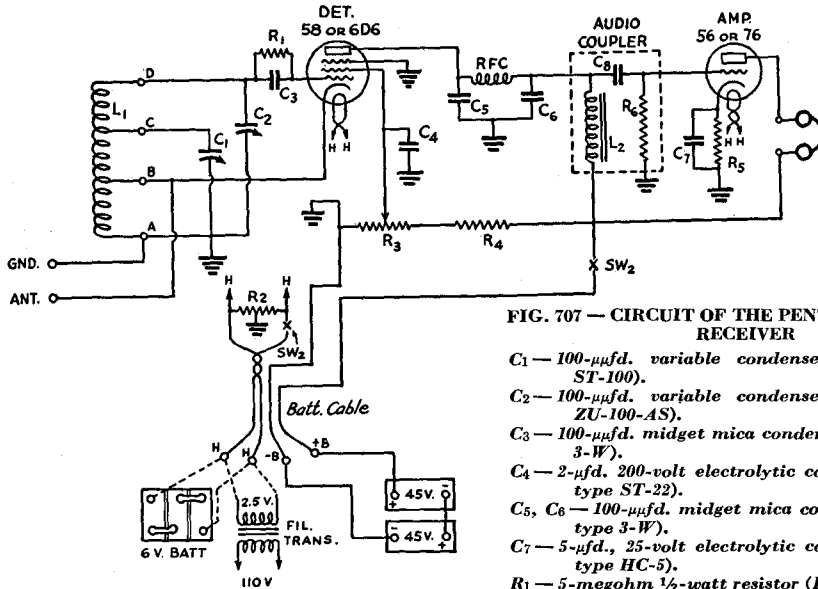 DET.
58 OR 6D6
AUDIO
COUPLER
AMP.
56 OR 76
R1
C3
D
L1
C
C1
C2
B
A
GND.
ANT.
H H
C4
RFC
C5
C6
C8
L2
R6
C7
H H
R5
R3
R4
SW2
H
R2
H
SW2
Batt. Cable
H
H
-B
+B
6 V. BATT
2.5 V.
FIL.
TRANS.
110 V
45 V.
+
-
45 V.
-
+
FIG. 707 — CIRCUIT OF THE PEN
RECEIVER
C1 — 100-μμfd. variable condense
ST-100).
C2 — 100-μμfd. variable condense
ZU-100-AS).
C3 — 100-μμfd. midget mica conden
3-W).
C4 — 2-μfd. 200-volt electrolytic co
type ST-22).
C5, C6 — 100-μμfd. midget mica co
type 3-W).
C7 — 5-μfd., 25-volt electrolytic c
type HC-5).
R1 — 5-megohm ½-watt resistor (